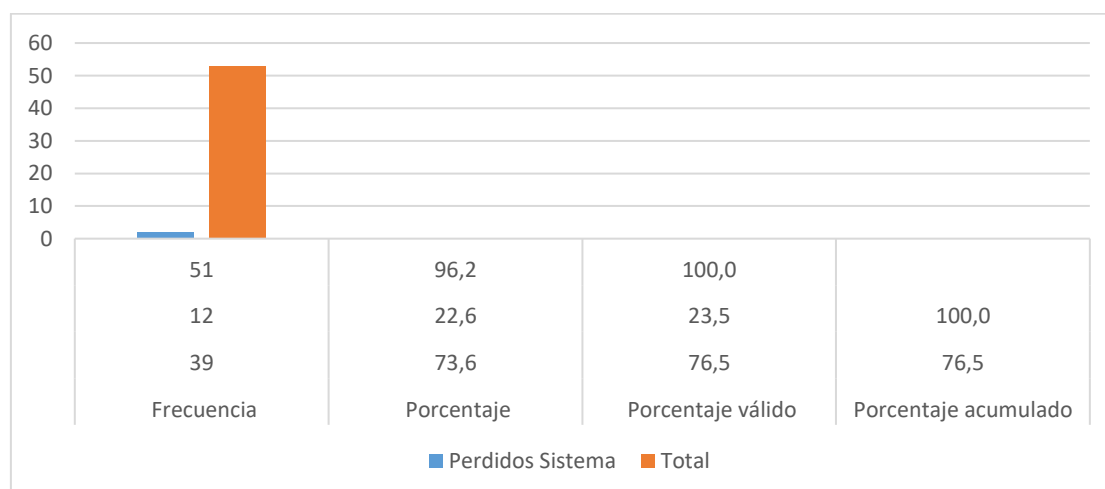 60
50
40
30
20
10
0
51 96,2 100,0
12 22,6 23,5 100,0
39 73,6 76,5 76,5
Frecuencia Porcentaje Porcentaje válido Porcentaje acumulado
Perdidos Sistema Total